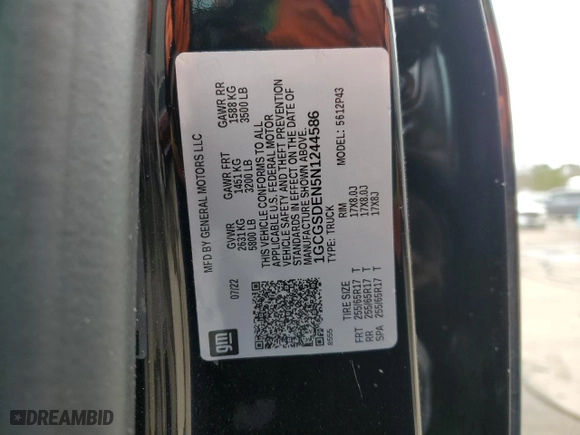 MFD BY GENERAL MOTORS LLC
07/22
GVWR
2631 KG
5800 LB
GAWR FRT
1451 KG
3200 LB
GAWR RR
1588 KG
3500 LB
THIS VEHICLE CONFORMS TO ALL
APPLICABLE U.S. FEDERAL MOTOR
VEHICLE SAFETY AND THEFT PREVENTION
STANDARDS IN EFFECT ON THE DATE OF
MANUFACTURE SHOWN ABOVE.
1GCGSDEN5N1244586
TYPE: TRUCK
MODEL: 5612P43
gm
8555
TIRE SIZE RIM
FRT 255/65R17 T 17X8.0J
RR 255/65R17 T 17X8.0J
SPA 255/65R17 T 17X8J
DREAMBID